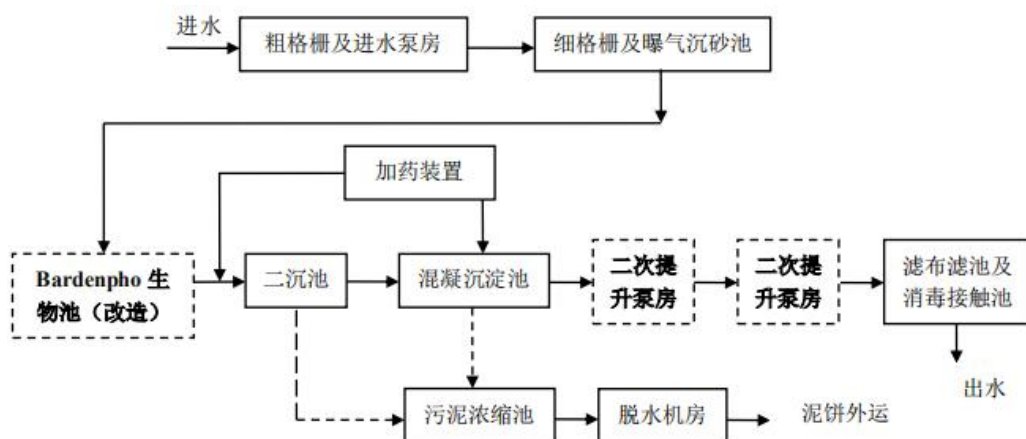 进水
粗格栅及进水泵房
细格栅及曝气沉砂池
加药装置
Bardenpho 生
物池（改造）
二沉池
混凝沉淀池
二次提
升泵房
二次提
升泵房
滤布滤池及
消毒接触池
出水
污泥浓缩池
脱水机房
泥饼外运